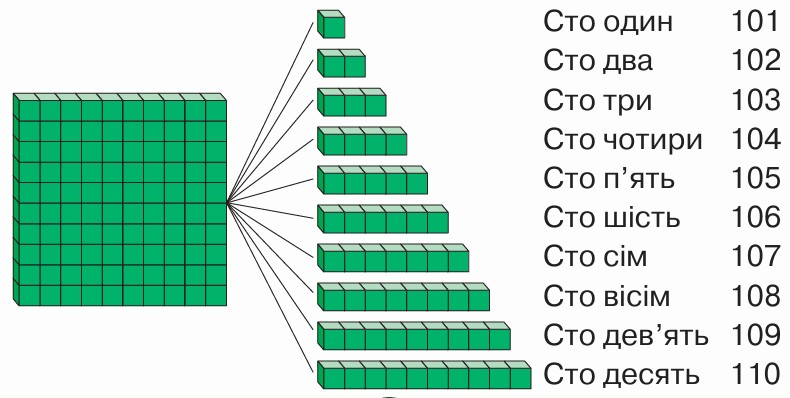 Сто один 101
Сто два 102
Сто три 103
Сто чотири 104
Сто п’ять 105
Сто шість 106
Сто сім 107
Сто вісім 108
Сто дев’ять 109
Сто десять 110